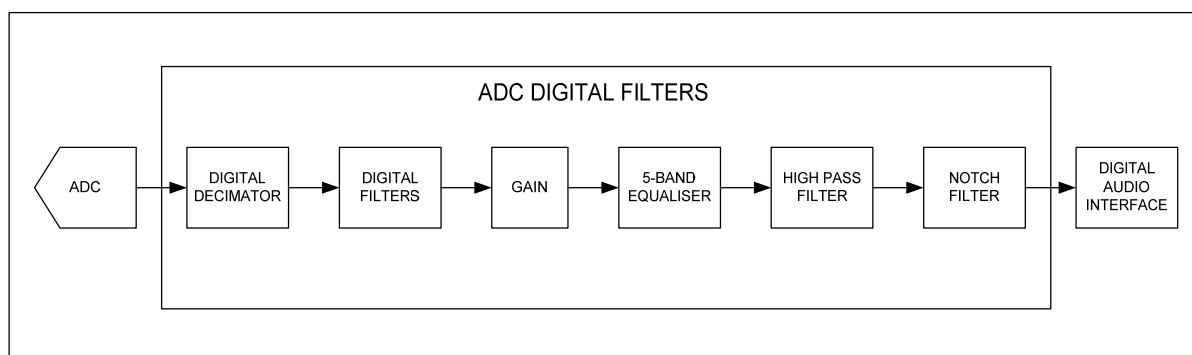 ADC DIGITAL FILTERS
ADC
DIGITAL
DECIMATOR
DIGITAL
FILTERS
GAIN
5-BAND
EQUALISER
HIGH PASS
FILTER
NOTCH
FILTER
DIGITAL
AUDIO
INTERFACE